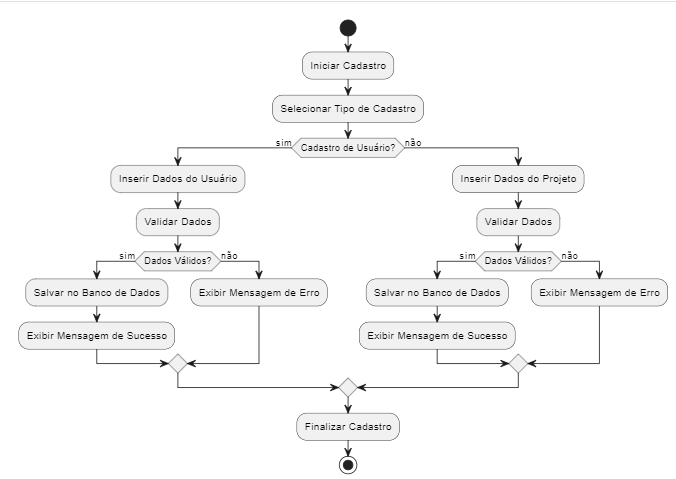 Iniciar Cadastro
Selecionar Tipo de Cadastro
sim
Cadastro de Usuário?
não
Inserir Dados do Usuário
Inserir Dados do Projeto
Validar Dados
Validar Dados
sim
Dados Válidos?
não
sim
Dados Válidos?
não
Salvar no Banco de Dados
Exibir Mensagem de Erro
Salvar no Banco de Dados
Exibir Mensagem de Erro
Exibir Mensagem de Sucesso
Exibir Mensagem de Sucesso
Finalizar Cadastro